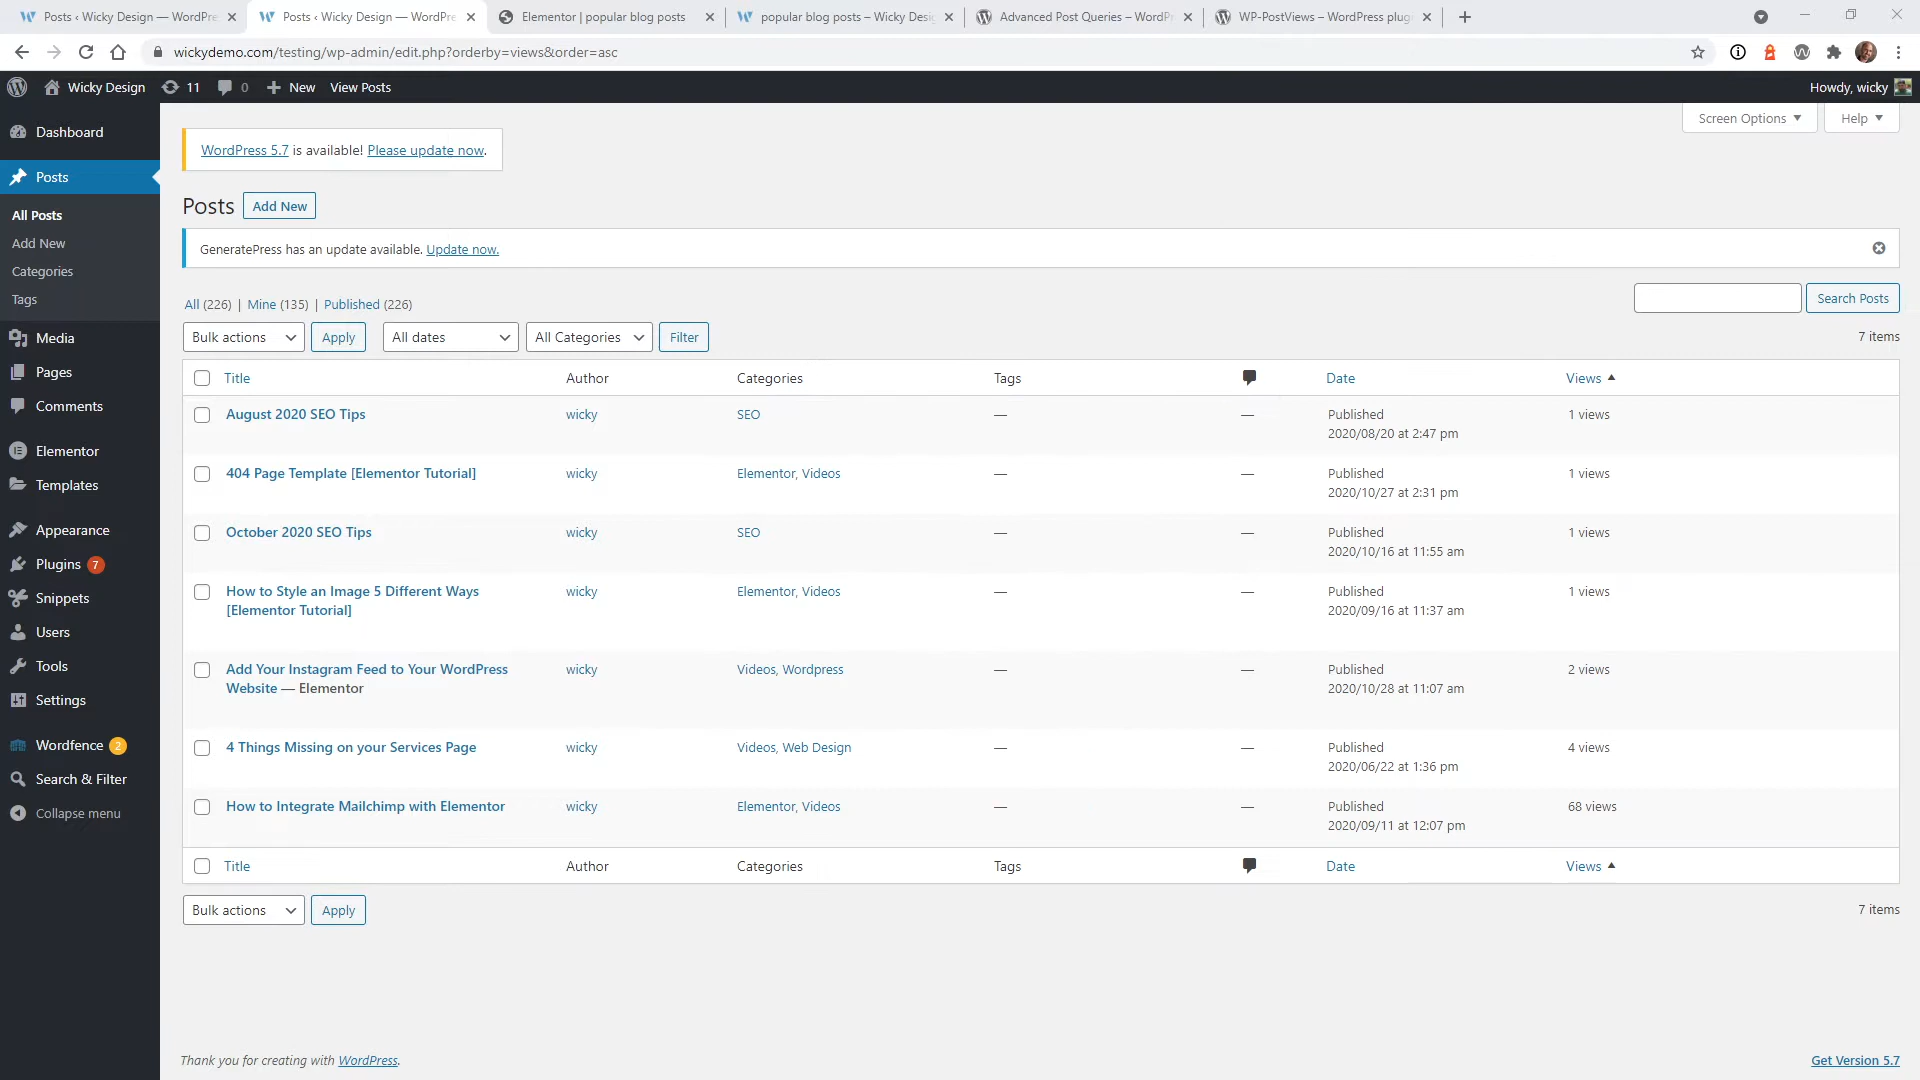 Posts ‹ Wicky Design — WordPre
Posts ‹ Wicky Design — WordPre
Elementor | popular blog posts
popular blog posts – Wicky Desi
Advanced Post Queries – WordP
WP-PostViews – WordPress plug
wickydemo.com/testing/wp-admin/edit.php?orderby=views&order=asc
Wicky Design 11 0 New View Posts
Howdy, wicky
Screen Options
Help
Dashboard
Posts
All Posts
Add New
Categories
Tags
Media
Pages
Comments
Elementor
Templates
Appearance
Plugins 7
Snippets
Users
Tools
Settings
Wordfence 2
Search & Filter
Collapse menu
WordPress 5.7 is available! Please update now.
Posts Add New
GeneratePress has an update available. Update now.
All (226) | Mine (135) | Published (226)
Search Posts
Bulk actions Apply All dates All Categories Filter
7 items
Title Author Categories Tags Date Views
August 2020 SEO Tips wicky SEO — — Published 1 views
2020/08/20 at 2:47 pm
404 Page Template [Elementor Tutorial] wicky Elementor, Videos — — Published 1 views
2020/10/27 at 2:31 pm
October 2020 SEO Tips wicky SEO — — Published 1 views
2020/10/16 at 11:55 am
How to Style an Image 5 Different Ways wicky Elementor, Videos — — Published 1 views
[Elementor Tutorial] 2020/09/16 at 11:37 am
Add Your Instagram Feed to Your WordPress wicky Videos, Wordpress — — Published 2 views
Website — Elementor 2020/10/28 at 11:07 am
4 Things Missing on your Services Page wicky Videos, Web Design — — Published 4 views
2020/06/22 at 1:36 pm
How to Integrate Mailchimp with Elementor wicky Elementor, Videos — — Published 68 views
2020/09/11 at 12:07 pm
Title Author Categories Tags Date Views
Bulk actions Apply
7 items
Thank you for creating with WordPress.
Get Version 5.7